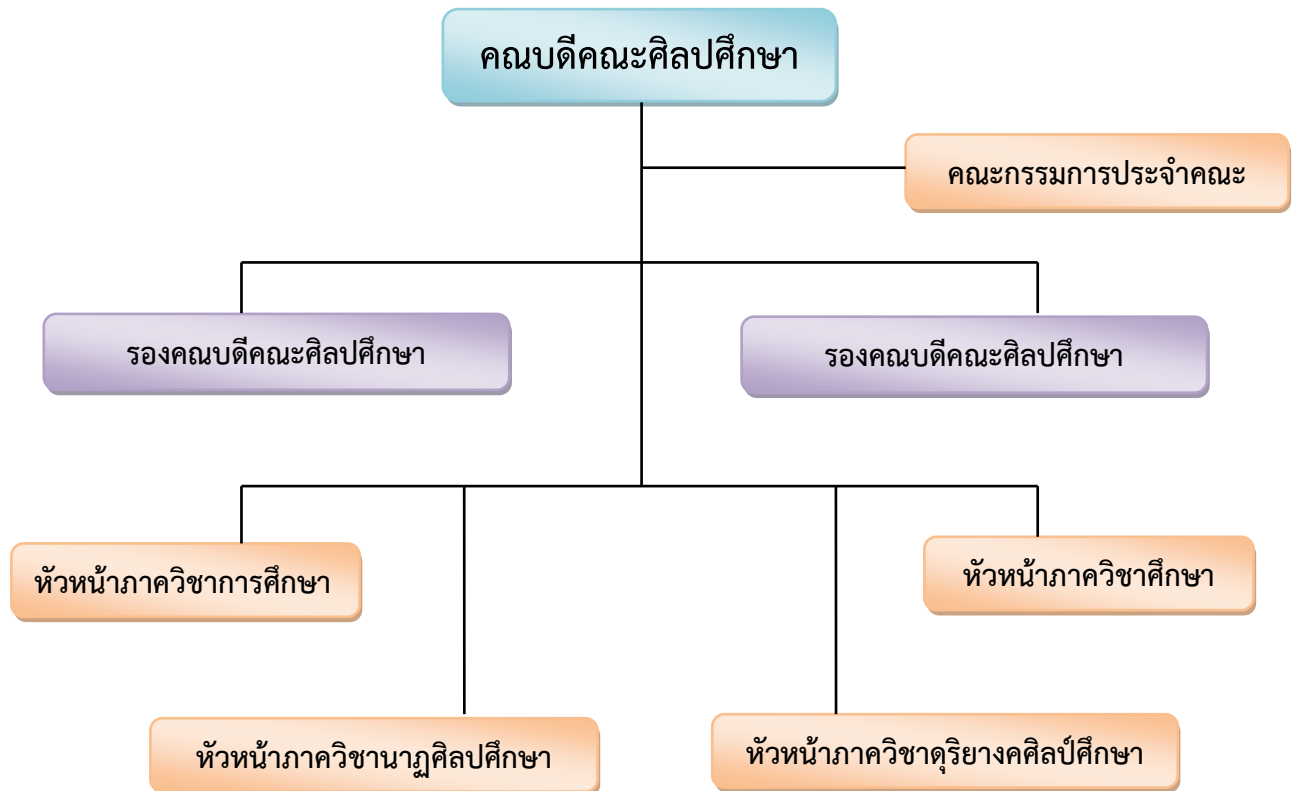 คณบดีคณะศิลปศึกษา
คณะกรรมการประจำคณะ
รองคณบดีคณะศิลปศึกษา
รองคณบดีคณะศิลปศึกษา
หัวหน้าภาควิชาการศึกษา
หัวหน้าภาควิชาศึกษา
หัวหน้าภาควิชานาฏศิลปศึกษา
หัวหน้าภาควิชาดุริยางคศิลป์ศึกษา